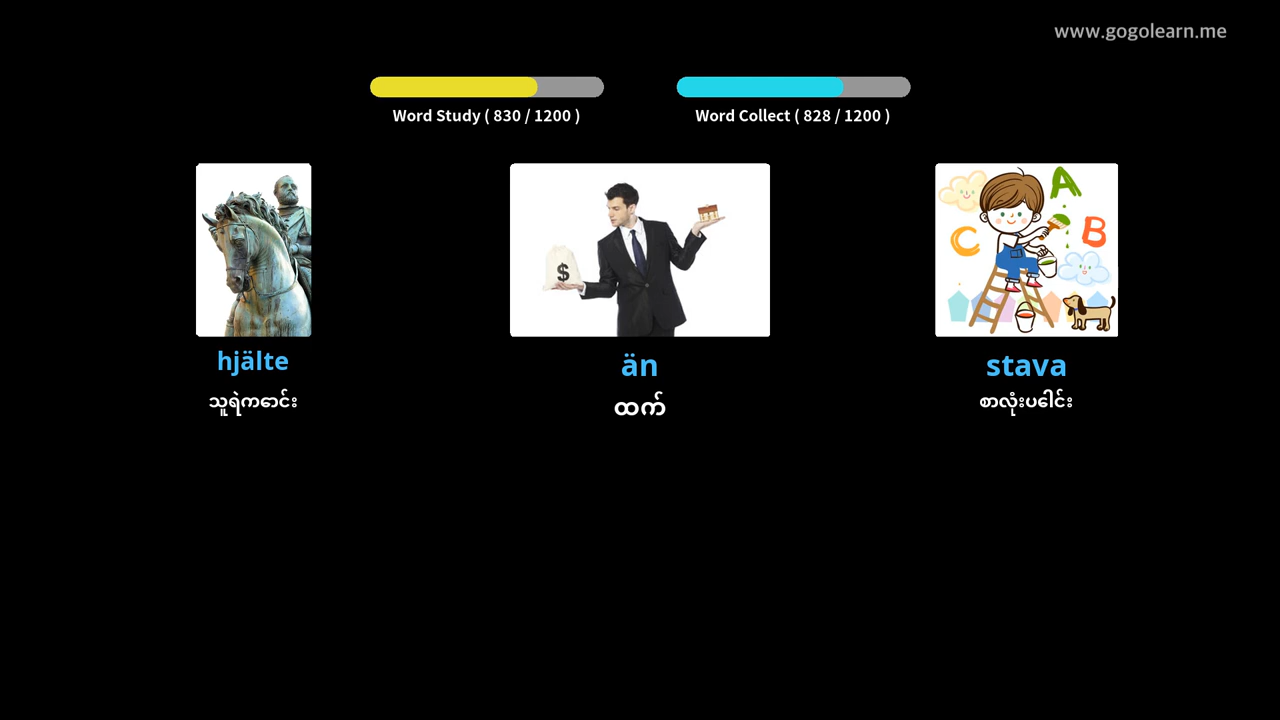 www.gogolearn.me
Word Study ( 830 / 1200 )
Word Collect ( 828 / 1200 )
$
A
B
C
hjälte
än
stava
သူရဲကောင်း
ထက်
စာလုံးပေါင်း